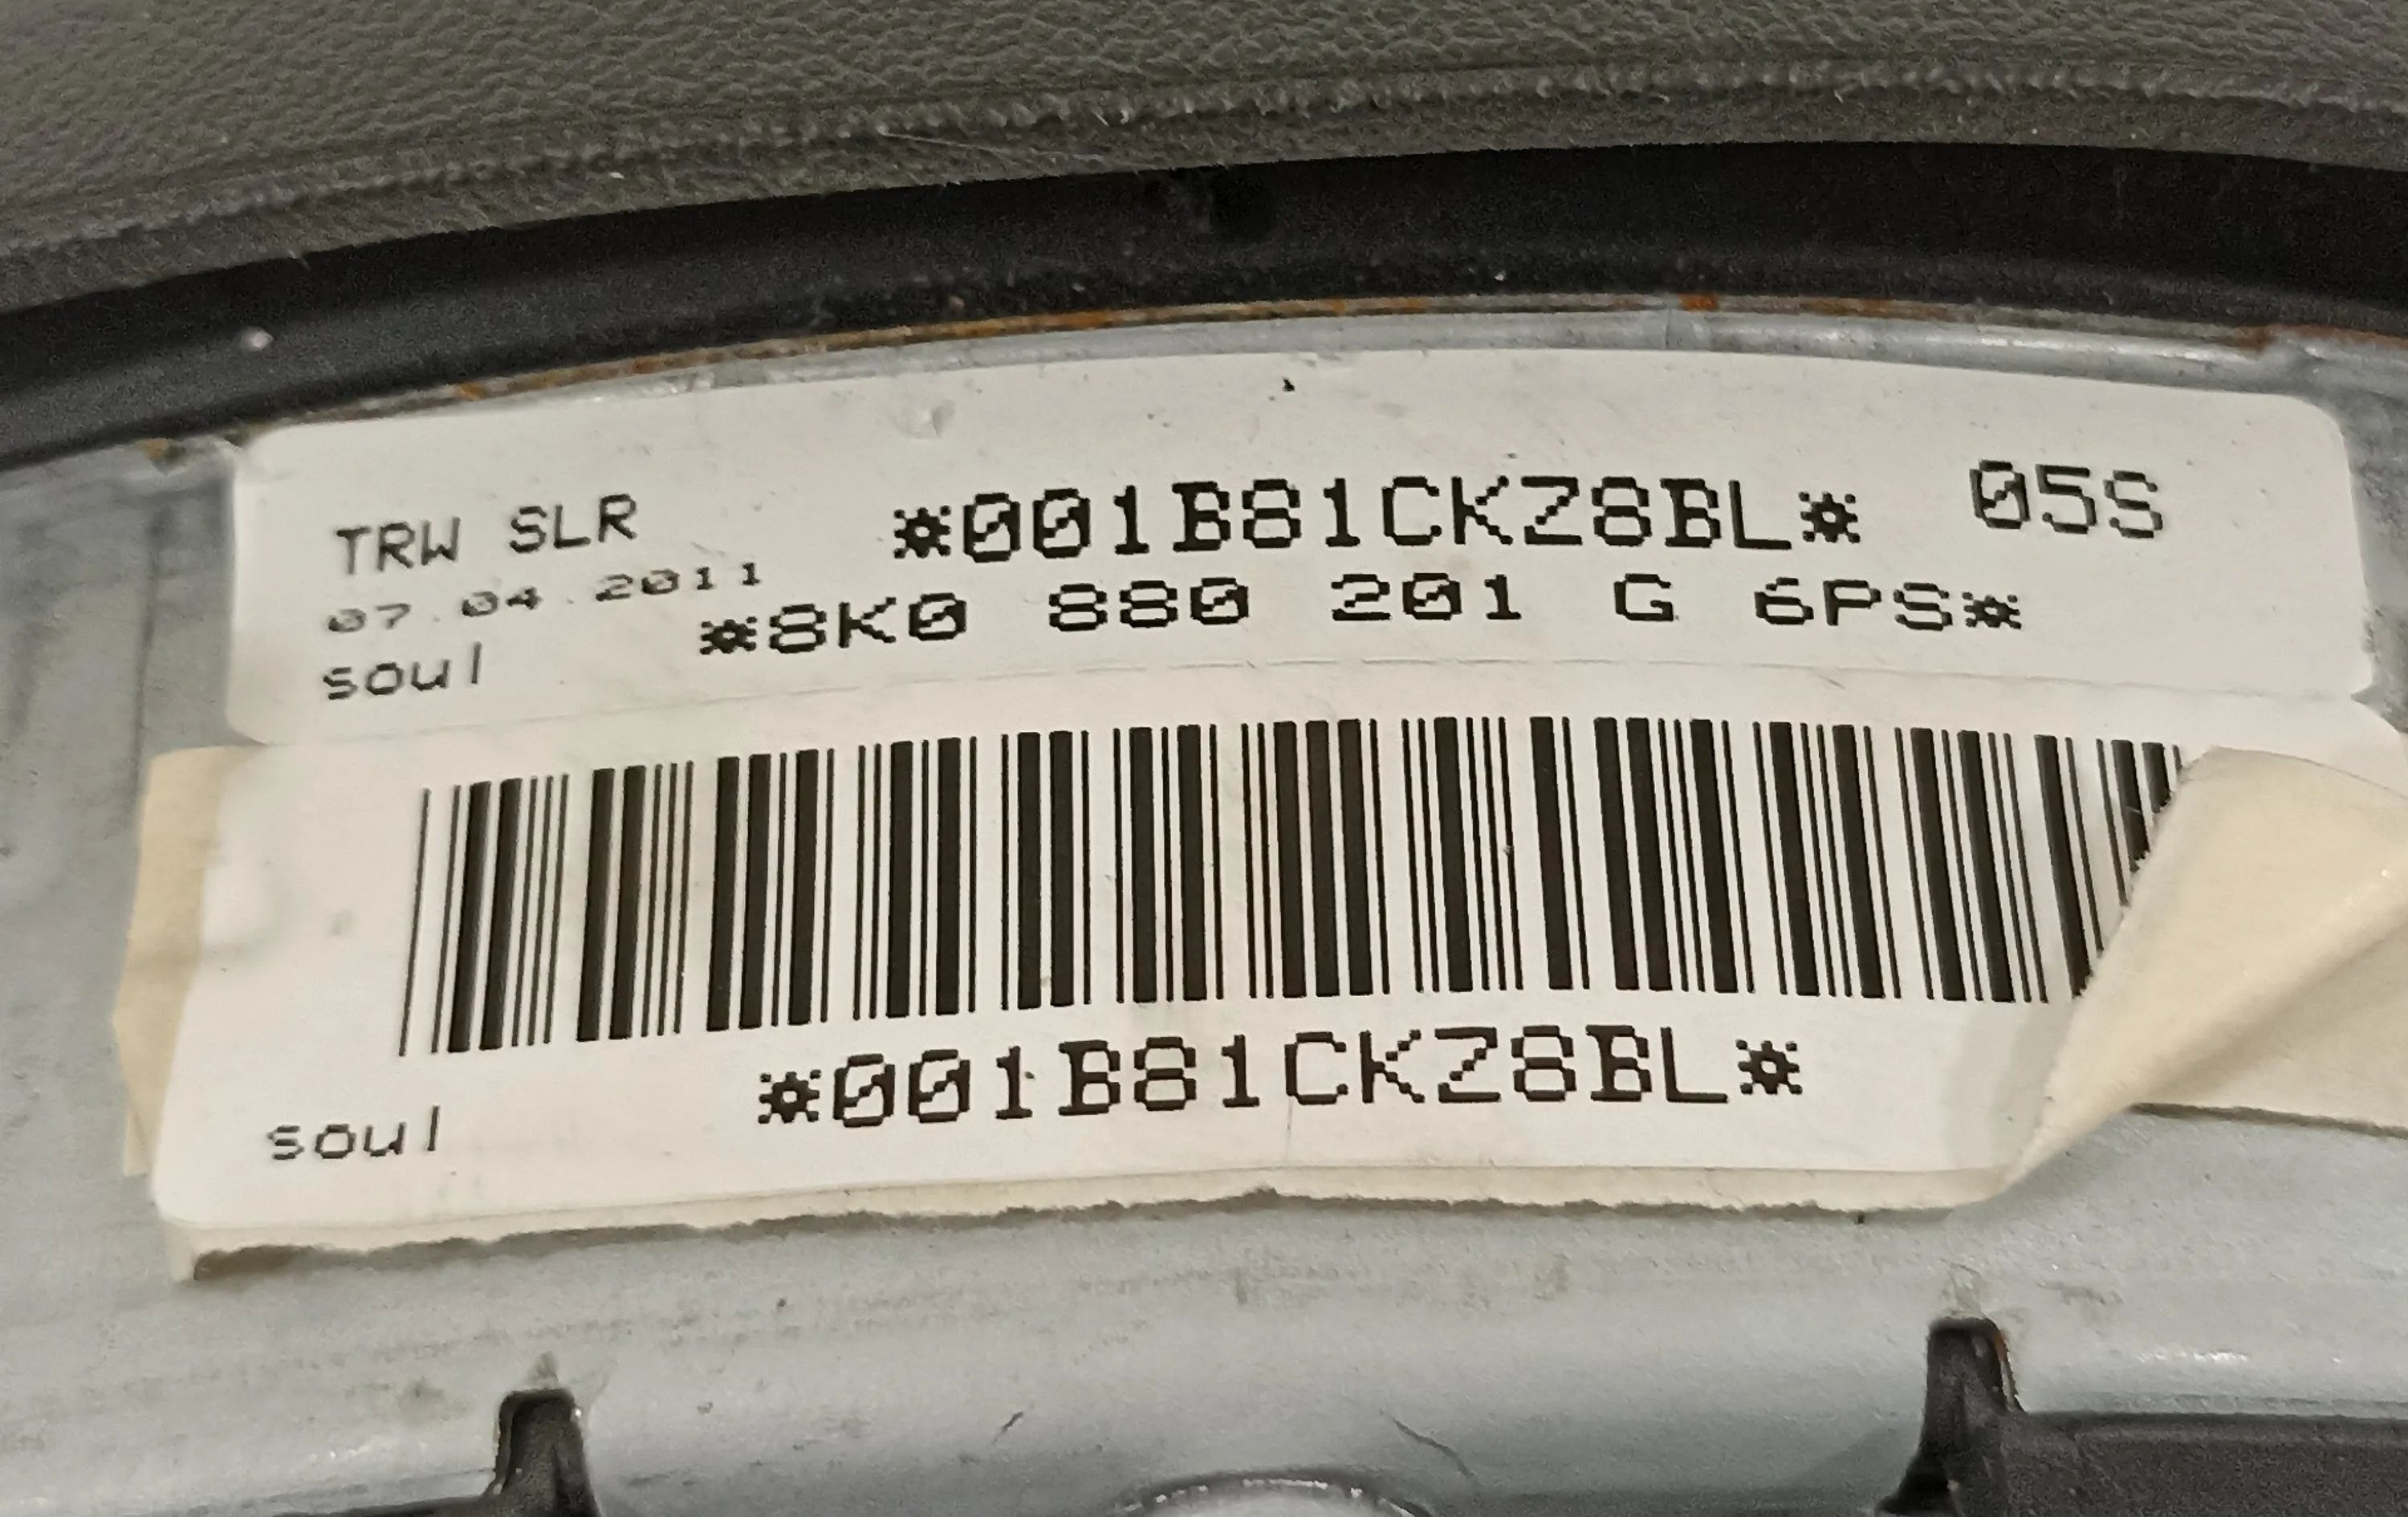 TRW SLR *001B81CKZ8BL* 05S
07.04.2011
*8K0 880 201 G 6PS*
soul
*001B81CKZ8BL*
soul